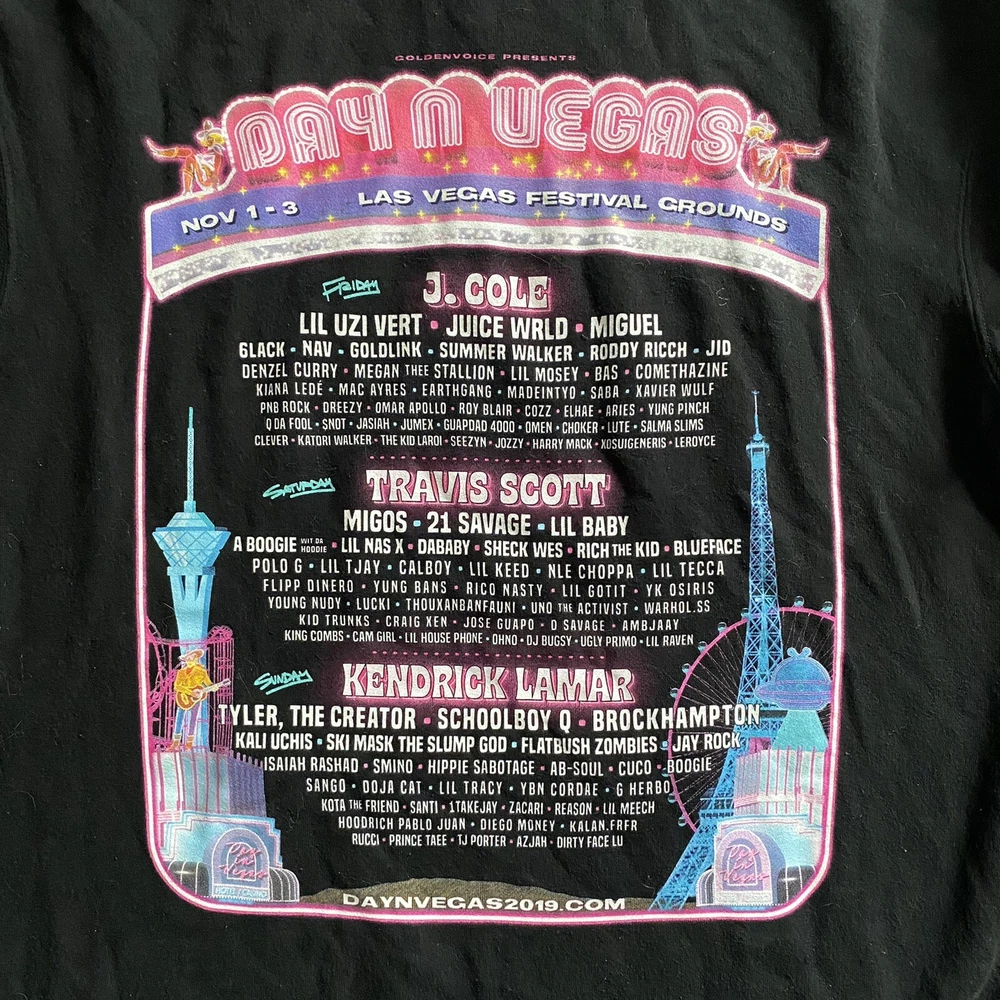 GOLDENVOICE PRESENTS
DAY N VEGAS
NOV 1 - 3 LAS VEGAS FESTIVAL GROUNDS
FRIDAY J. COLE
LIL UZI VERT • JUICE WRLD • MIGUEL
6LACK • NAV • GOLDLINK • SUMMER WALKER • RODDY RICCH • JID
DENZEL CURRY • MEGAN THEE STALLION • LIL MOSEY • BAS • COMETHAZINE
KIANA LEDÉ • MAC AYRES • EARTHGANG • MADEINTYO • SABA • XAVIER WULF
PNB ROCK • DREEZY • OMAR APOLLO • ROY BLAIR • COZZ • ELHAE • ARIES • YUNG PINCH
Q DA FOOL • SNOT • JASIAH • JUMEX • GUAPDAD 4000 • OMEN • CHOKER • LUTE • SALMA SLIMS
CLEVER • KATORI WALKER • THE KID LAROI • SEEZYN • JOZZY • HARRY MACK • XOSUIGENERIS • LEROYCE
SATURDAY TRAVIS SCOTT
MIGOS • 21 SAVAGE • LIL BABY
A BOOGIE WIT DA HOODIE • LIL NAS X • DABABY • SHECK WES • RICH THE KID • BLUEFACE
POLO G • LIL TJAY • CALBOY • LIL KEED • NLE CHOPPA • LIL TECCA
FLIPP DINERO • YUNG BANS • RICO NASTY • LIL GOTIT • YK OSIRIS
YOUNG NUDY • LUCKI • THOUXANBANFAUNI • UNO THE ACTIVIST • WARHOL.SS
KID TRUNKS • CRAIG XEN • JOSE GUAPO • D SAVAGE • AMBJAAY
KING COMBS • CAM GIRL • LIL HOUSE PHONE • OHNO • DJ BUGSY • UGLY PRIMO • LIL RAVEN
SUNDAY KENDRICK LAMAR
TYLER, THE CREATOR • SCHOOLBOY Q • BROCKHAMPTON
KALI UCHIS • SKI MASK THE SLUMP GOD • FLATBUSH ZOMBIES • JAY ROCK
ISAIAH RASHAD • SMINO • HIPPIE SABOTAGE • AB-SOUL • CUCO • BOOGIE
SANGO • DOJA CAT • LIL TRACY • YBN CORDAE • G HERBO
KOTA THE FRIEND • SANTI • 1TAKEJAY • ZACARI • REASON • LIL MEECH
HOODRICH PABLO JUAN • DIEGO MONEY • KALAN.FRFR
RUCCI • PRINCE TAEE • TJ PORTER • AZJAH • DIRTY FACE LU
Day in Vegas
HOTEL & CASINO
Day in Vegas
DAYNVEGAS2019.COM